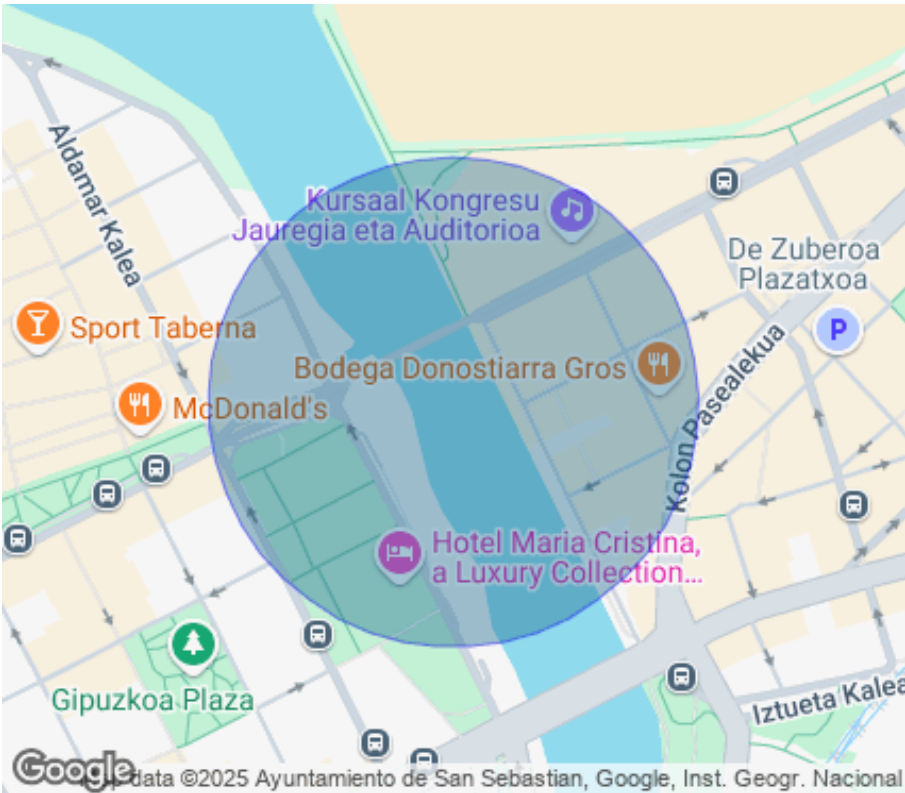 Aldamar Kalea
Kursaal Kongresu
Jauregia eta Auditorioa
De Zuberoa
Plazatxoa
P
Sport Taberna
Bodega Donostiarra Gros
McDonald's
Kolon Pasealekua
Hotel Maria Cristina,
a Luxury Collection...
Gipuzkoa Plaza
Iztueta Kalea
Google
data ©2025 Ayuntamiento de San Sebastian, Google, Inst. Geogr. Nacional